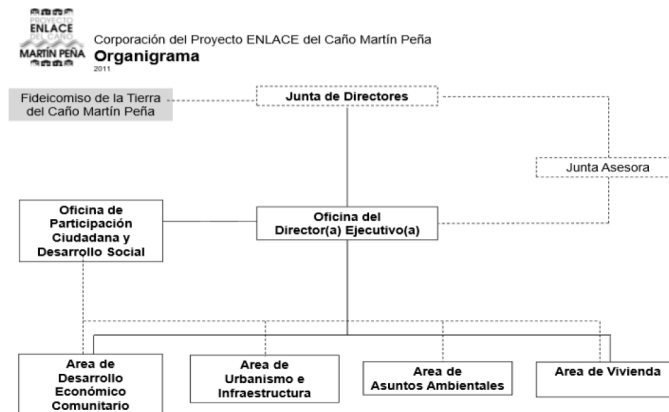 PROYECTO
ENLACE
DEL CAÑO
MARTÍN PEÑA
Corporación del Proyecto ENLACE del Caño Martín Peña
Organigrama
2011
Fideicomiso de la Tierra
del Caño Martín Peña
Junta de Directores
Junta Asesora
Oficina de
Participación
Ciudadana y
Desarrollo Social
Oficina del
Director(a) Ejecutivo(a)
Area de
Desarrollo
Económico
Comunitario
Area de
Urbanismo e
Infraestructura
Area de
Asuntos Ambientales
Area de Vivienda